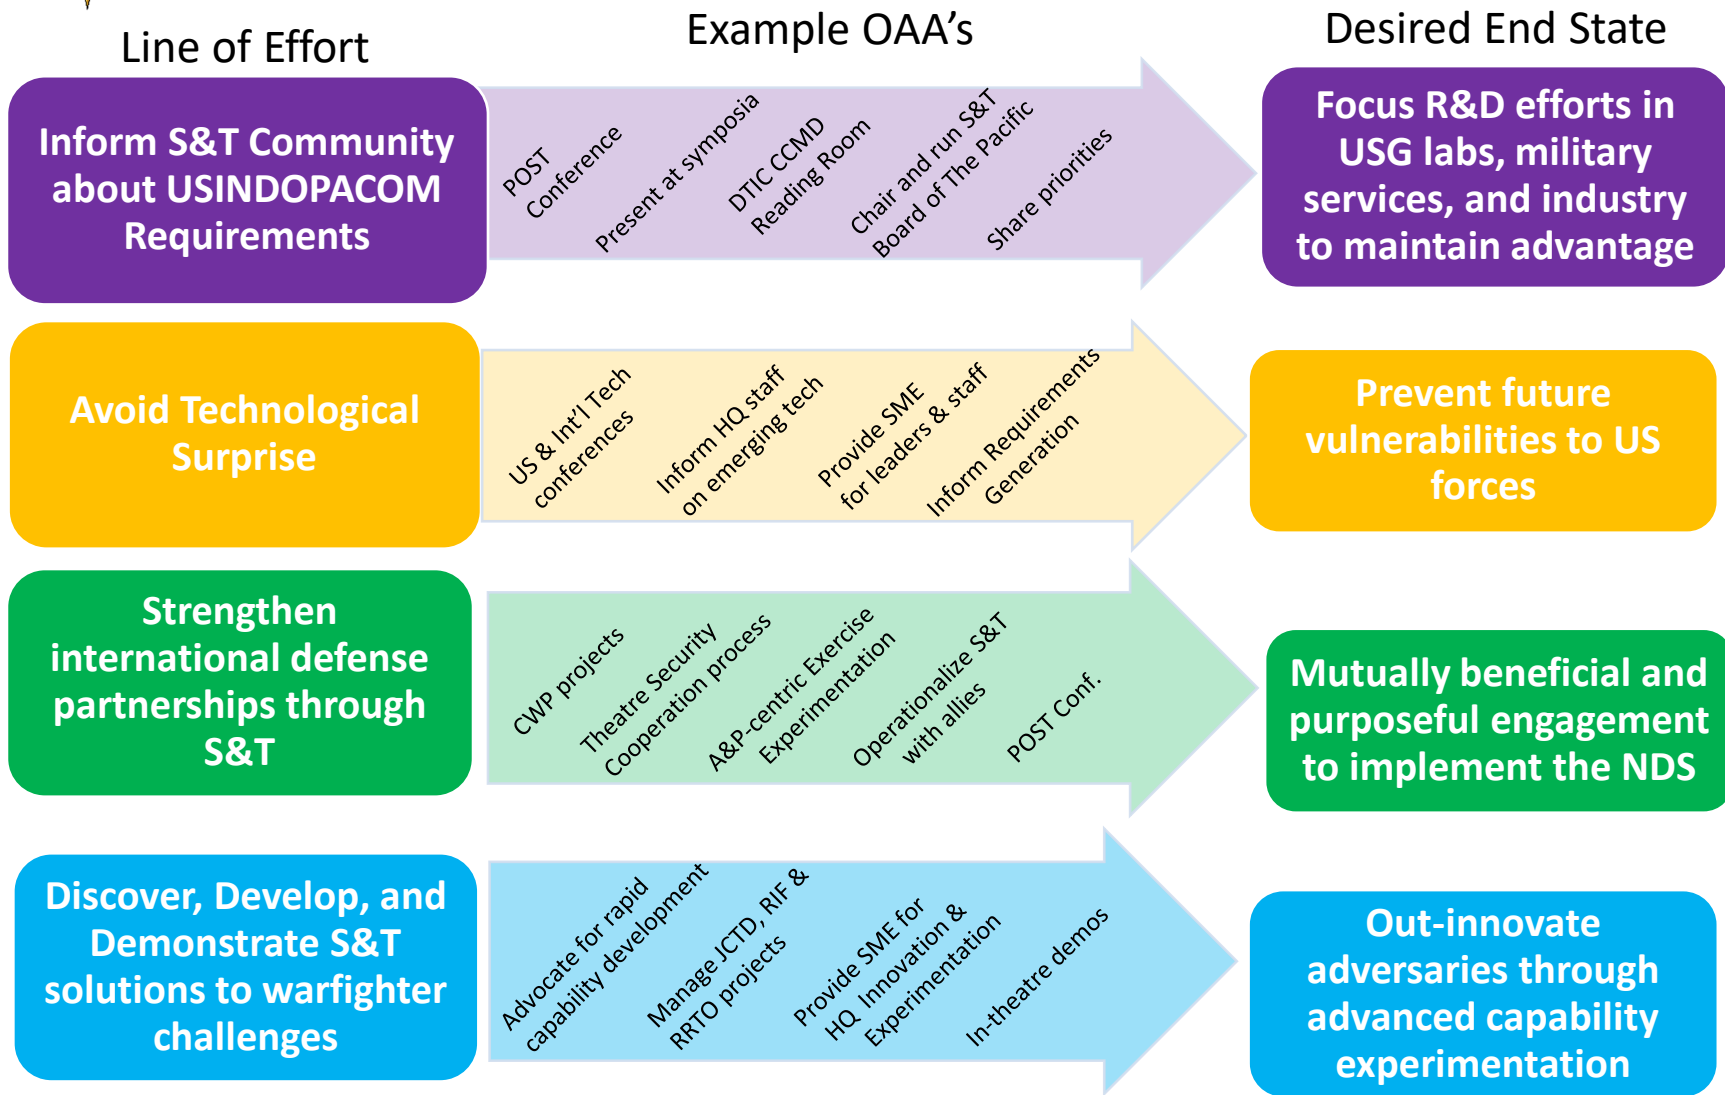 Line of Effort
Example OAA's
Desired End State
Inform S&T Community
about USINDOPACOM
Requirements
POST
Conference
Present at symposia
DTIC CCMD
Reading Room
Chair and run S&T
Board of The Pacific
Share priorities
Focus R&D efforts in
USG labs, military
services, and industry
to maintain advantage
Avoid Technological
Surprise
US & Int'l Tech
conferences
Inform HQ staff
on emerging tech
Provide SME
for leaders & staff
Inform Requirements
Generation
Prevent future
vulnerabilities to US
forces
Strengthen
international defense
partnerships through
S&T
CWP projects
Theatre Security
Cooperation process
A&P-centric Exercise
Experimentation
Operationalize S&T
with allies
POST Conf.
Mutually beneficial and
purposeful engagement
to implement the NDS
Discover, Develop, and
Demonstrate S&T
solutions to warfighter
challenges
Advocate for rapid
capability development
Manage JCTD, RIF &
RRTO projects
Provide SME for
HQ Innovation &
Experimentation
In-theatre demos
Out-innovate
adversaries through
advanced capability
experimentation